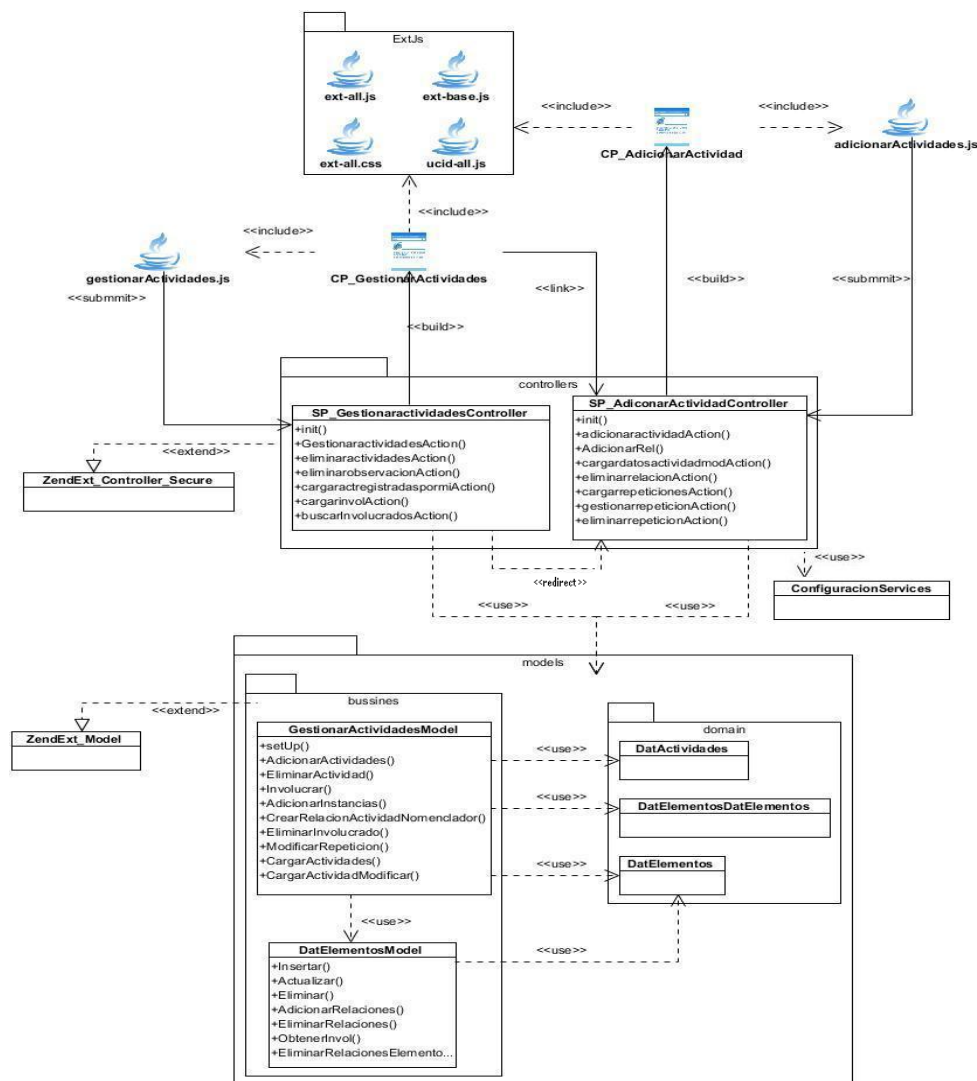 ExtJs
ext-all.js
ext-base.js
ext-all.css
ucid-all.js
<<include>>
CP_AdicionarActividad
<<include>>
adicionarActividades.js
<<include>>
<<include>>
gestionarActividades.js
CP_GestionarActividades
<<submmit>>
<<build>>
<<link>>
<<build>>
<<submmit>>
controllers
SP_GestionaractividadesController
+init()
+GestionaractividadesAction()
+eliminaractividadesAction()
+eliminarobservacionAction()
+cargaractregistradaspormiAction()
+cargarinvolAction()
+buscarInvolucradosAction()
SP_AdiconarActividadController
+init()
+adicionaractividadAction()
+AdicionarRel()
+cargardatosactividadmodAction()
+eliminarrelacionAction()
+cargarrepeticionesAction()
+gestionarrepeticionAction()
+eliminarrepeticionAction()
<<extend>>
ZendExt_Controller_Secure
<<redirect>>
<<use>>
<<use>>
<<use>>
ConfiguracionServices
models
bussines
<<extend>>
ZendExt_Model
GestionarActividadesModel
+setUp()
+AdicionarActividades()
+EliminarActividad()
+Involucrar()
+AdicionarInstancias()
+CrearRelacionActividadNomenclador()
+EliminarInvolucrado()
+ModificarRepeticion()
+CargarActividades()
+CargarActividadModificar()
<<use>>
<<use>>
<<use>>
domain
DatActividades
DatElementosDatElementos
DatElementos
<<use>>
DatElementosModel
+Insertar()
+Actualizar()
+Eliminar()
+AdicionarRelaciones()
+EliminarRelaciones()
+ObtenerInvol()
+EliminarRelacionesElemento...
<<use>>